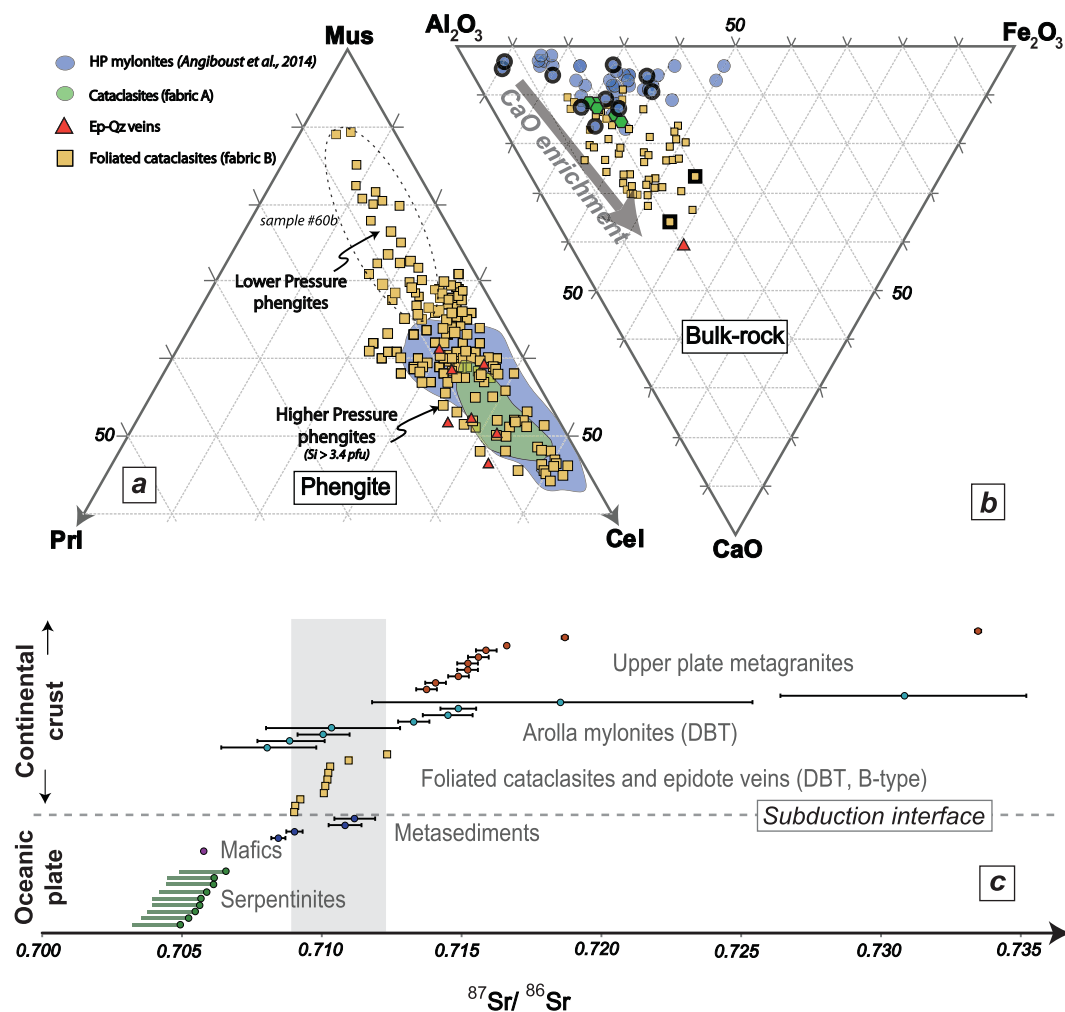 Mus
HP mylonites (Angiboust et al., 2014)
Cataclasites (fabric A)
Ep-Qz veins
Foliated cataclasites (fabric B)
sample #60b
Lower Pressure
phengites
Higher Pressure
phengites
(Si > 3.4 pfu)
50
50
a
Phengite
Prl
Cel
Al2O3
50
Fe2O3
CaO enrichment
50
50
Bulk-rock
b
CaO
Continental
crust
Upper plate metagranites
Arolla mylonites (DBT)
Foliated cataclasites and epidote veins (DBT, B-type)
Subduction interface
Oceanic
plate
Metasediments
Mafics
Serpentinites
c
0.700 0.705 0.710 0.715 0.720 0.725 0.730 0.735
87Sr/ 86Sr